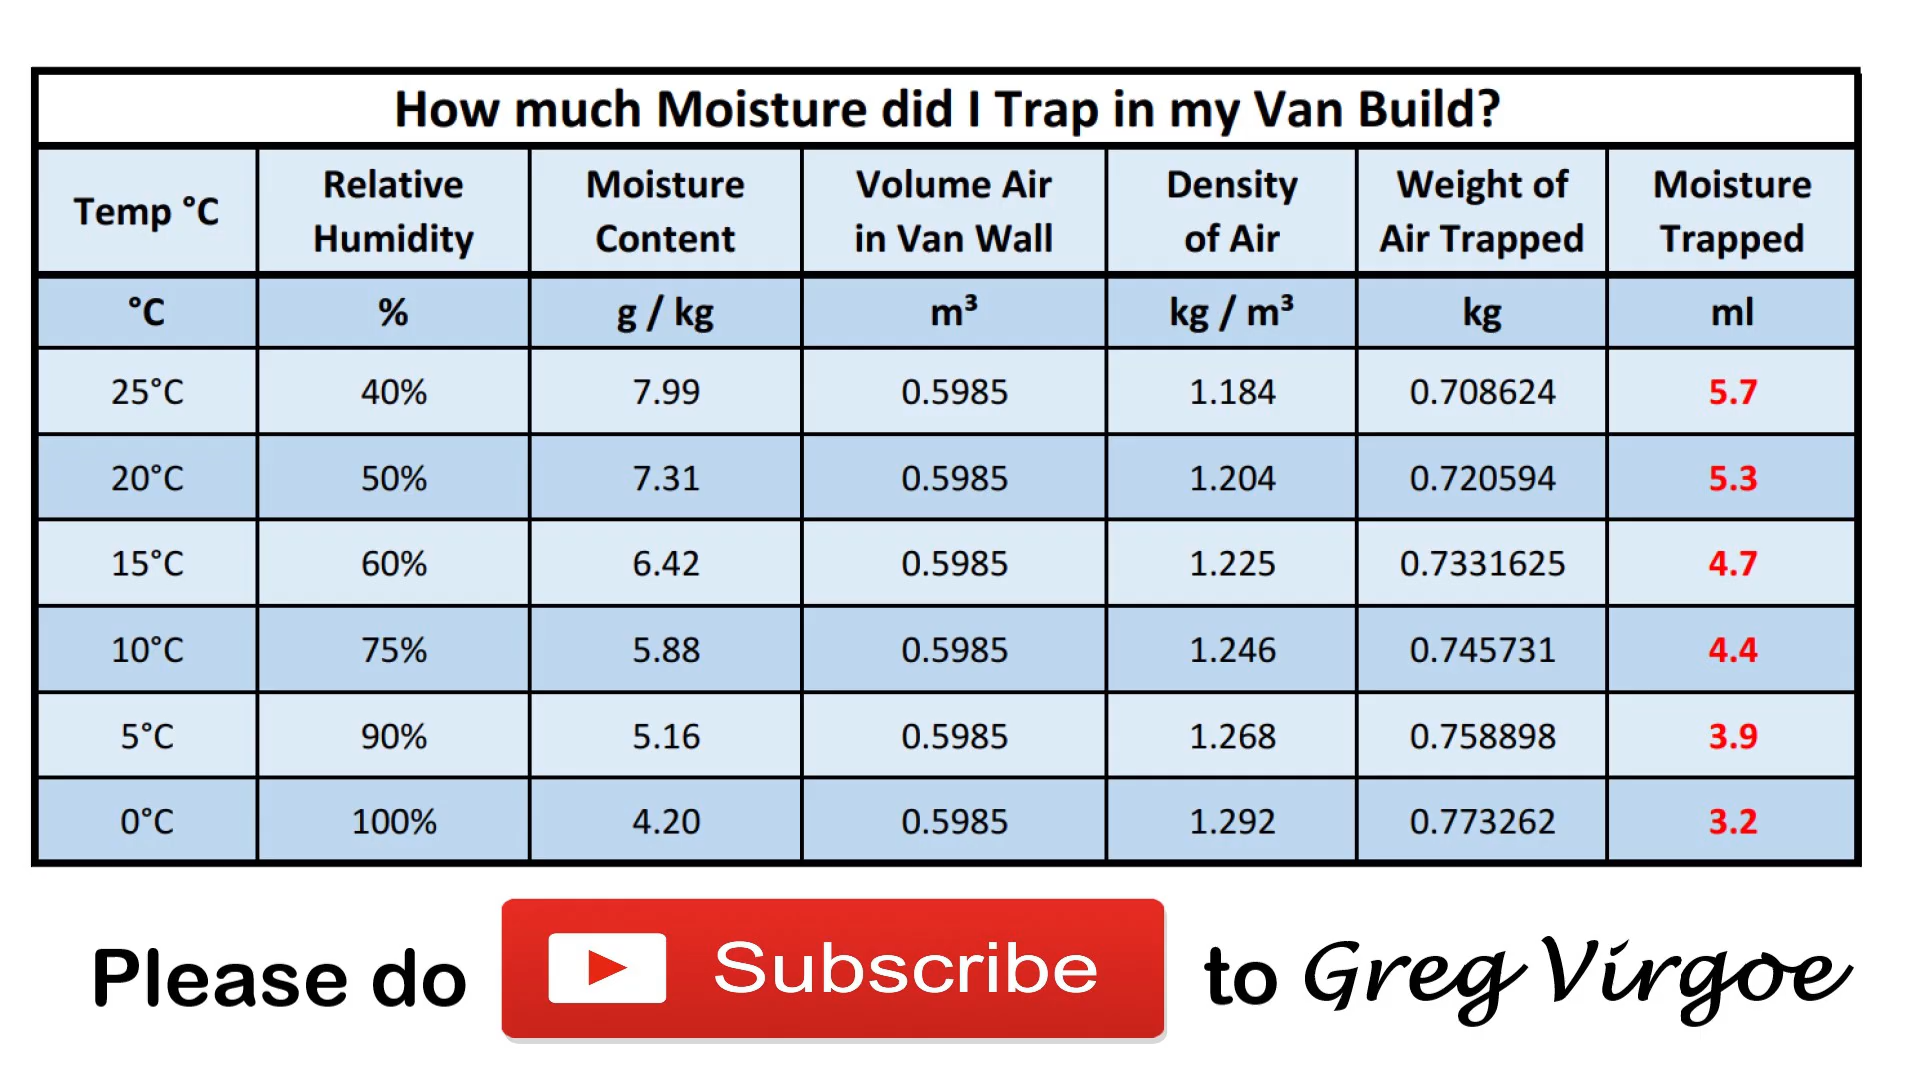 How much Moisture did I Trap in my Van Build?
Temp °C Relative Humidity Moisture Content Volume Air in Van Wall Density of Air Weight of Air Trapped Moisture Trapped
°C % g / kg m³ kg / m³ kg ml
25°C 40% 7.99 0.5985 1.184 0.708624 5.7
20°C 50% 7.31 0.5985 1.204 0.720594 5.3
15°C 60% 6.42 0.5985 1.225 0.7331625 4.7
10°C 75% 5.88 0.5985 1.246 0.745731 4.4
5°C 90% 5.16 0.5985 1.268 0.758898 3.9
0°C 100% 4.20 0.5985 1.292 0.773262 3.2
Please do Subscribe to Greg Virgoe